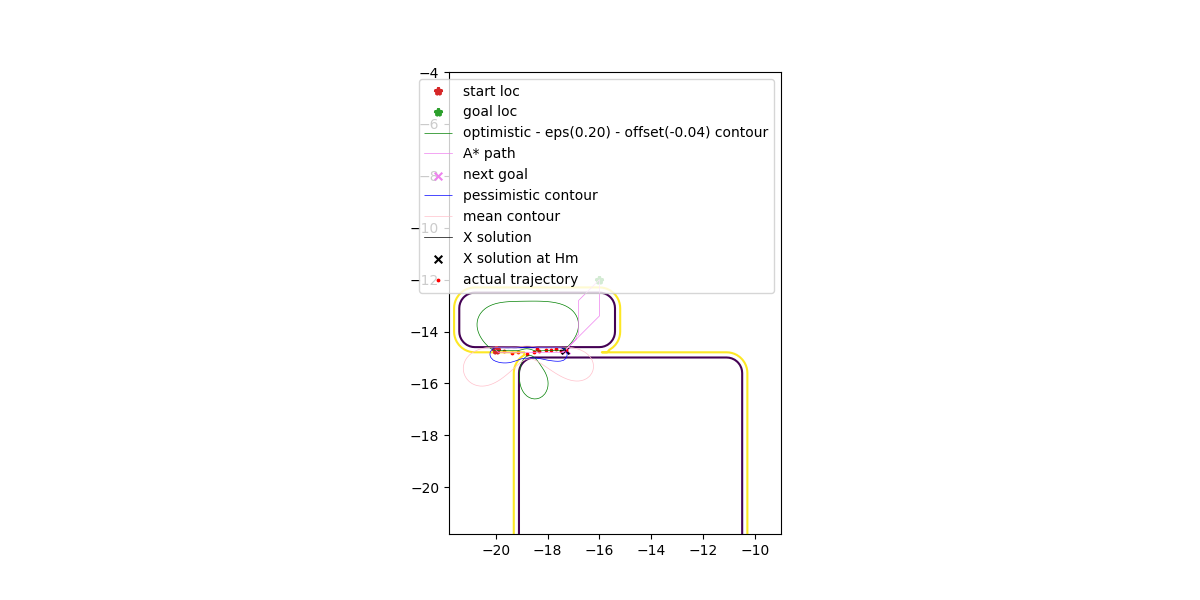 −4
start loc
goal loc
−6
optimistic - eps(0.20) - offset(-0.04) contour
A* path
−8
next goal
pessimistic contour
mean contour
−10
X solution
X solution at Hm
−12
actual trajectory
−14
−16
−18
−20
−20 −18 −16 −14 −12 −10